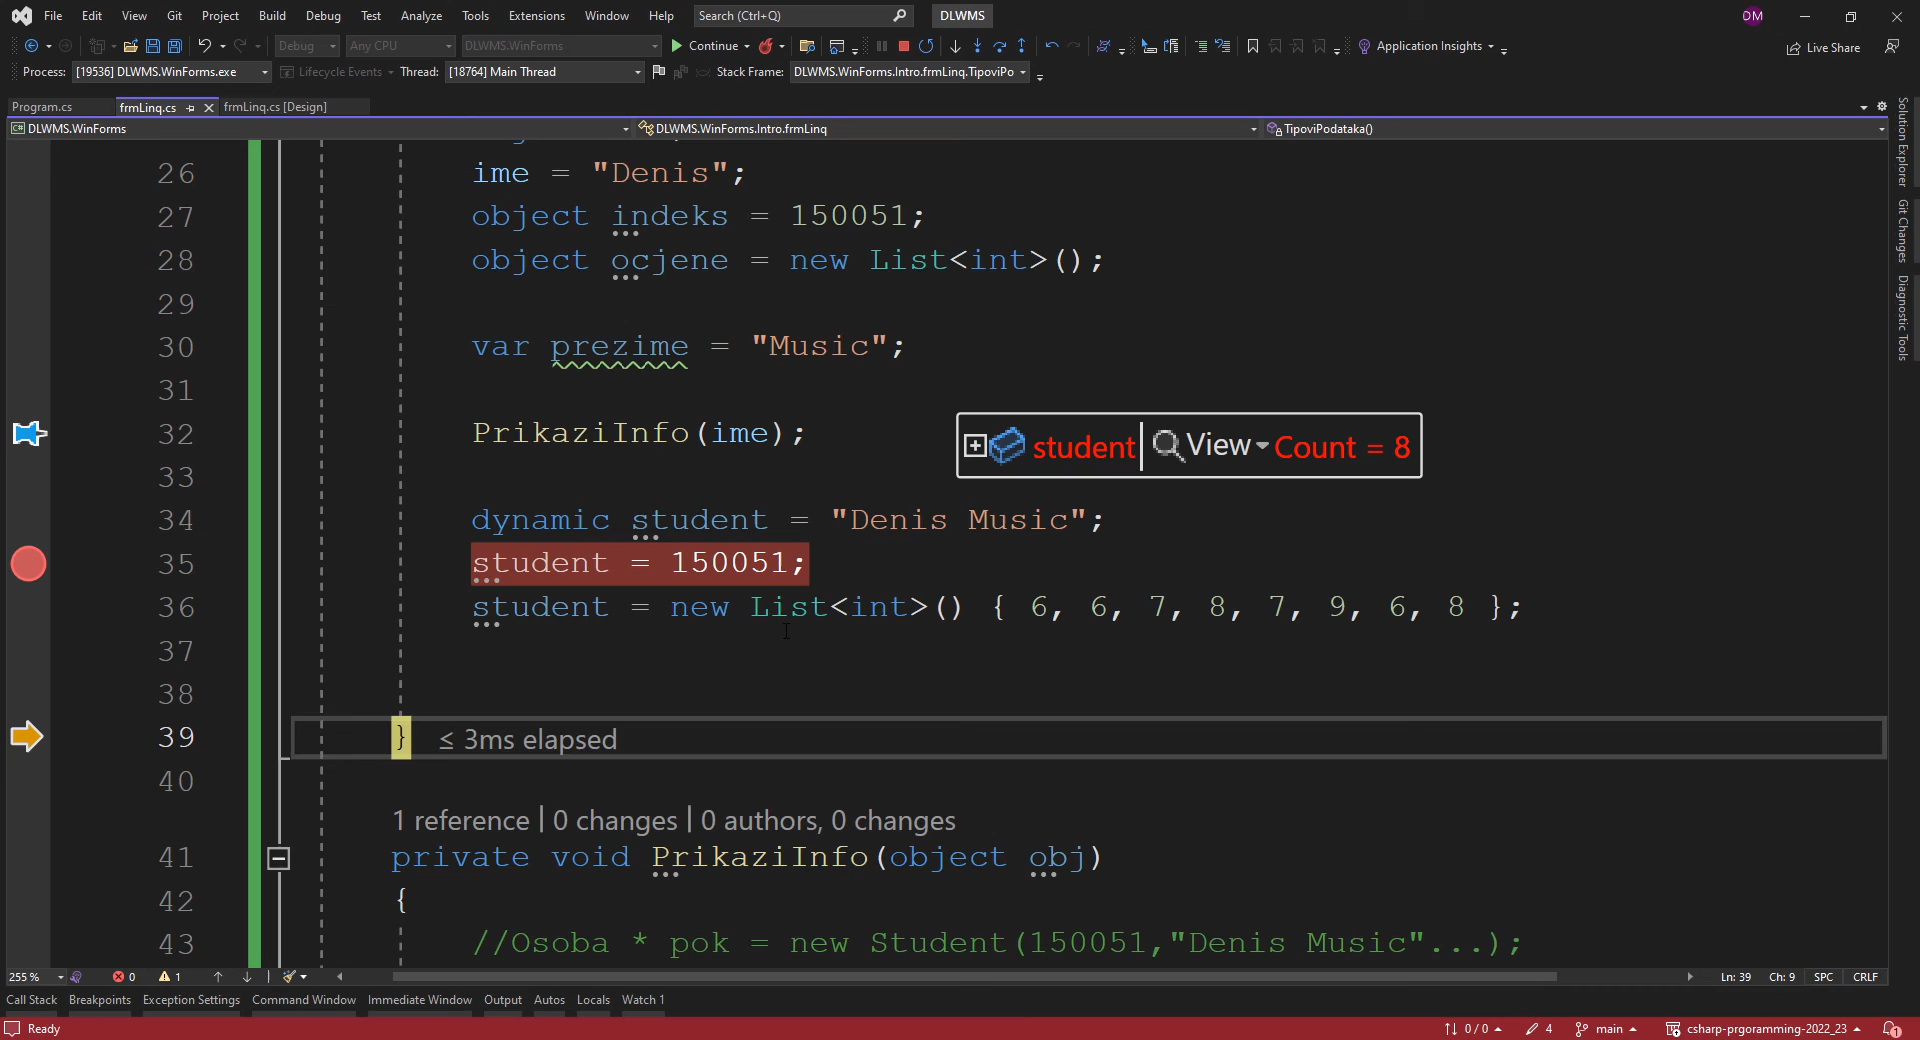 File Edit View Git Project Build Debug Test Analyze Tools Extensions Window Help Search (Ctrl+Q) DLWMS DM
Debug Any CPU DLWMS.WinForms Continue Application Insights Live Share
Process: [19536] DLWMS.WinForms.exe Lifecycle Events Thread: [18764] Main Thread Stack Frame: DLWMS.WinForms.Intro.frmLinq.TipoviPo
Program.cs frmLinq.cs frmLinq.cs [Design]
DLWMS.WinForms DLWMS.WinForms.Intro.frmLinq TipoviPodataka()
26 ime = "Denis";
27 object indeks = 150051;
28 object ocjene = new List<int>();
29
30 var prezime = "Music";
31
32 PrikaziInfo(ime);
student View Count = 8
33
34 dynamic student = "Denis Music";
35 student = 150051;
36 student = new List<int>() { 6, 6, 7, 8, 7, 9, 6, 8 };
37
38
39 } ≤ 3ms elapsed
40
1 reference | 0 changes | 0 authors, 0 changes
41 private void PrikaziInfo(object obj)
42 {
43 //Osoba * pok = new Student(150051,"Denis Music"...);
255 % 0 1 Ln: 39 Ch: 9 SPC CRLF
Call Stack Breakpoints Exception Settings Command Window Immediate Window Output Autos Locals Watch 1
Ready 0 / 0 4 main csharp-prgoramming-2022_23 1
Solution Explorer
Git Changes
Diagnostic Tools